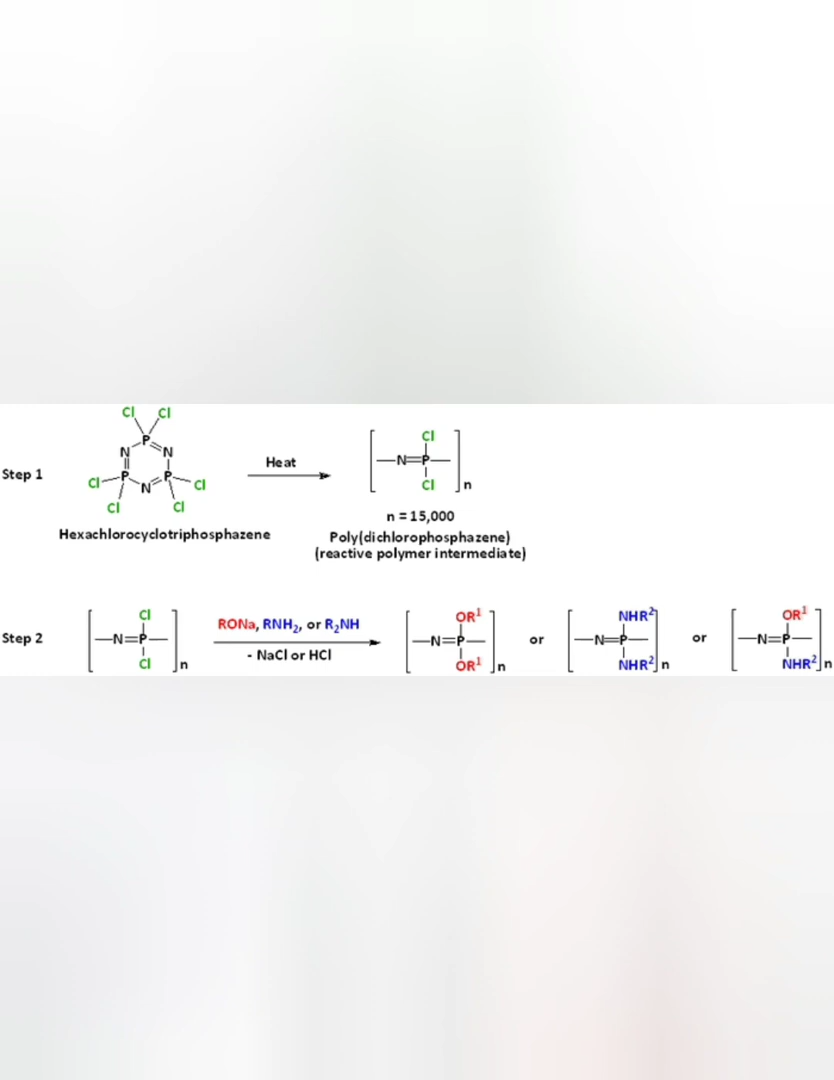 Cl Cl
P
N N
Step 1
Cl P P Cl
N
Cl Cl
Hexachlorocyclotriphosphazene
Heat
Cl
N=P
Cl
n
n = 15,000
Poly(dichlorophosphazene)
(reactive polymer intermediate)
Step 2
Cl
N=P
Cl
n
RONa, RNH₂, or R₂NH
- NaCl or HCl
OR¹
N=P
OR¹
n
or
NHR²
N=P
NHR²
n
or
OR¹
N=P
NHR²
n